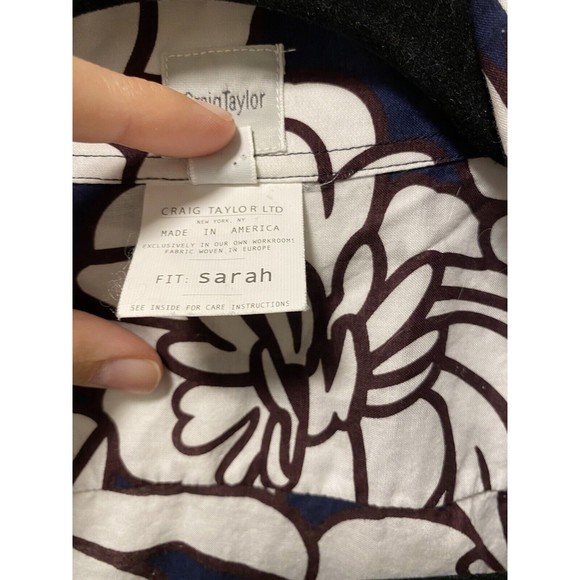 CraigTaylor
CRAIG TAYLOR LTD
NEW YORK, NY
MADE IN AMERICA
EXCLUSIVELY IN OUR OWN WORKROOM!
FABRIC WOVEN IN EUROPE
FIT: Sarah
SEE INSIDE FOR CARE INSTRUCTIONS